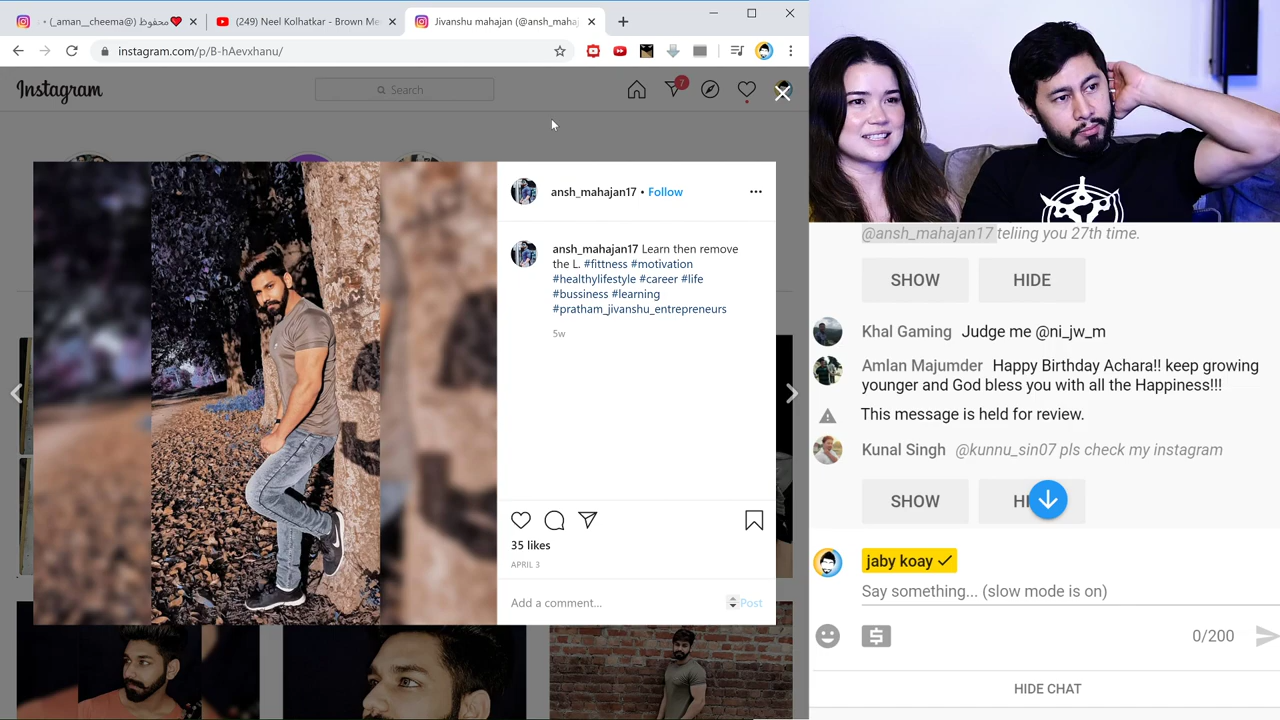 محفوظ (@aman__cheema_) •
(249) Neel Kolhatkar - Brown Me
Jivanshu mahajan (@ansh_maha
instagram.com/p/B-hAevxhanu/
Instagram
Search
7
ansh_mahajan17 • Follow
ansh_mahajan17 Learn then remove
the L. #fittness #motivation
#healthylifestyle #career #life
#bussiness #learning
#pratham_jivanshu_entrepreneurs
5w
35 likes
APRIL 3
Add a comment...
Post
@ansh_mahajan17 teliing you 27th time.
SHOW
HIDE
Khal Gaming Judge me @ni_jw_m
Amlan Majumder Happy Birthday Achara!! keep growing
younger and God bless you with all the Happiness!!!
This message is held for review.
Kunal Singh @kunnu_sin07 pls check my instagram
SHOW
jaby koay
Say something... (slow mode is on)
0/200
HIDE CHAT